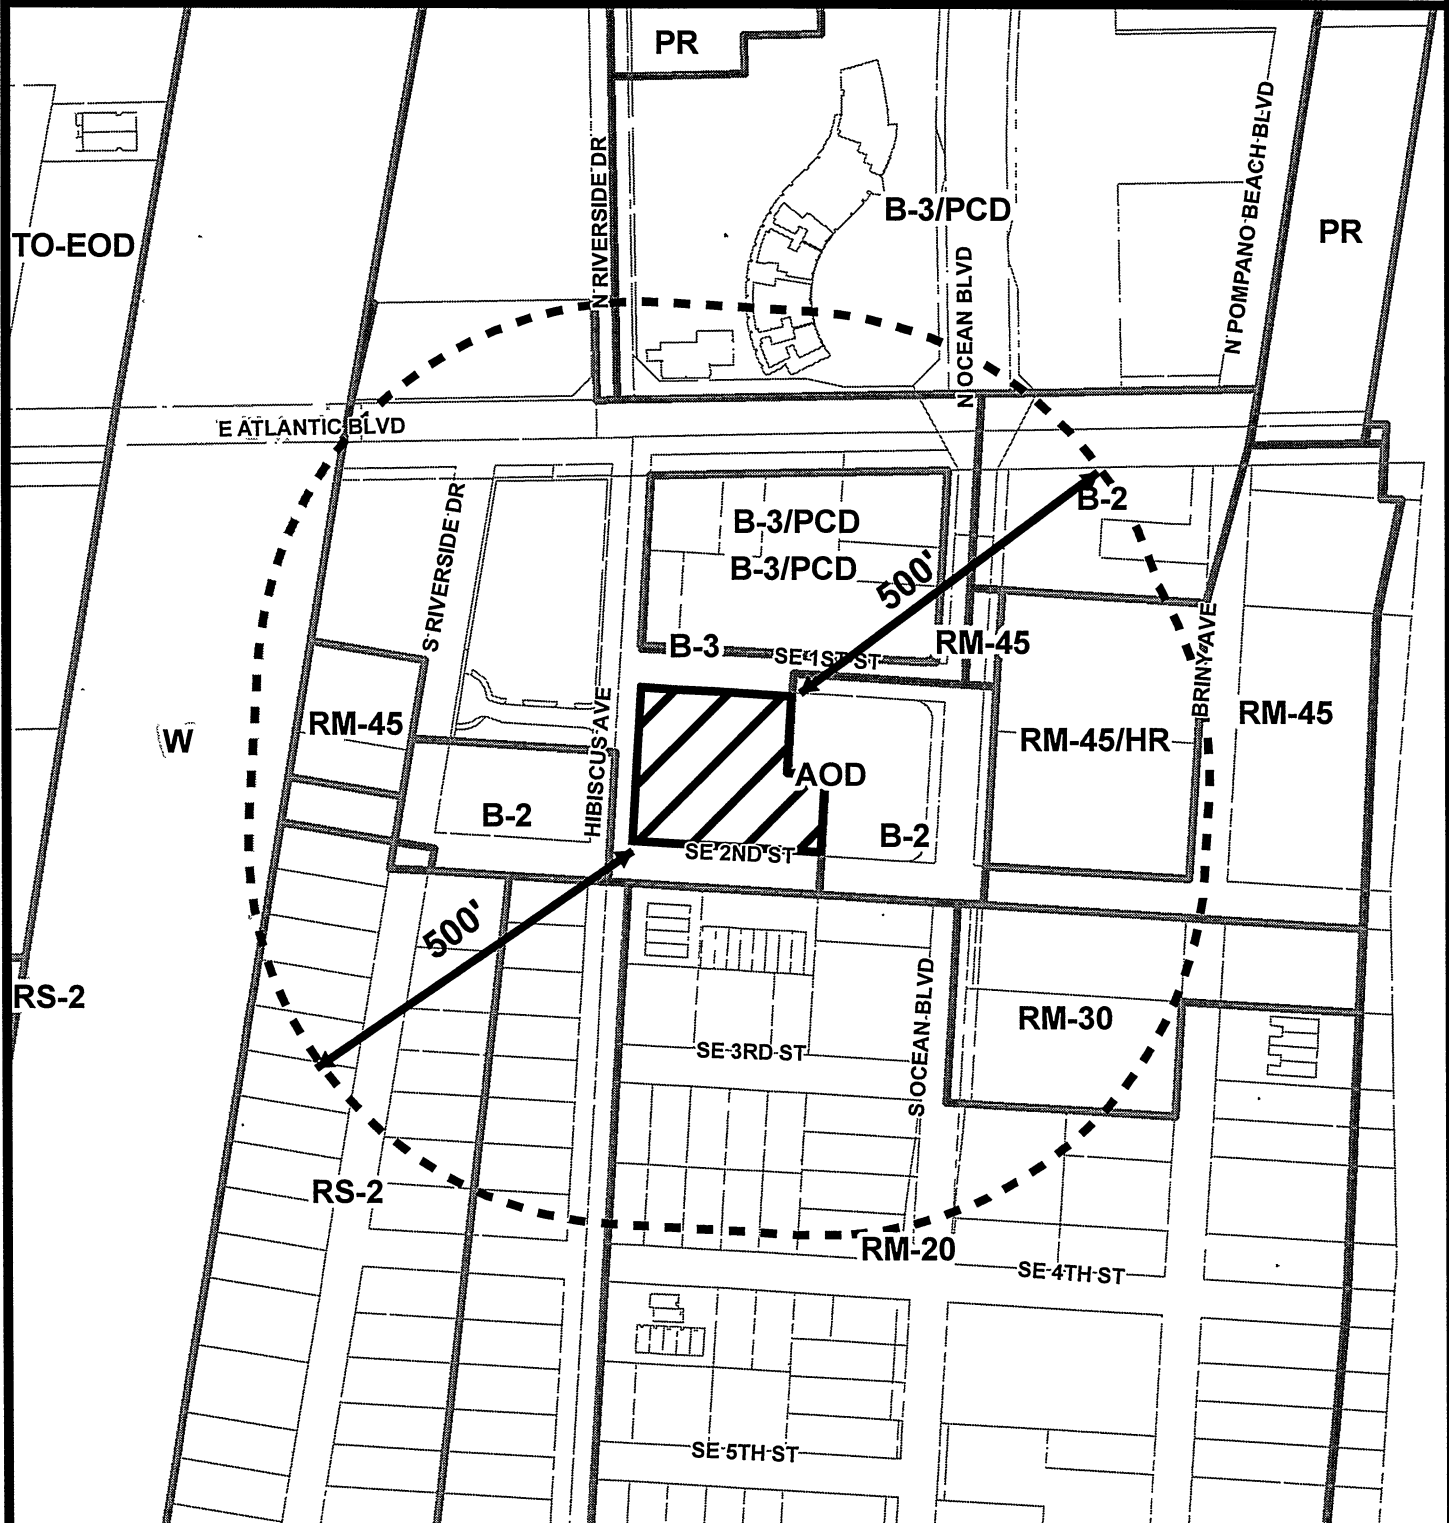 PR
N RIVERSIDE DR
N POMPANO BEACH BLVD
B-3/PCD
PR
TO-EOD
N OCEAN BLVD
E ATLANTIC BLVD
B-2
S RIVERSIDE DR
B-3/PCD
B-3/PCD
500'
B-3
SE 1ST ST
RM-45
BRINY AVE
RM-45
RM-45
W
HIBISCUS AVE
RM-45/HR
AOD
B-2
B-2
SE 2ND ST
500'
RS-2
S OCEAN BLVD
RM-30
SE 3RD ST
RS-2
RM-20
SE 4TH ST
SE 5TH ST